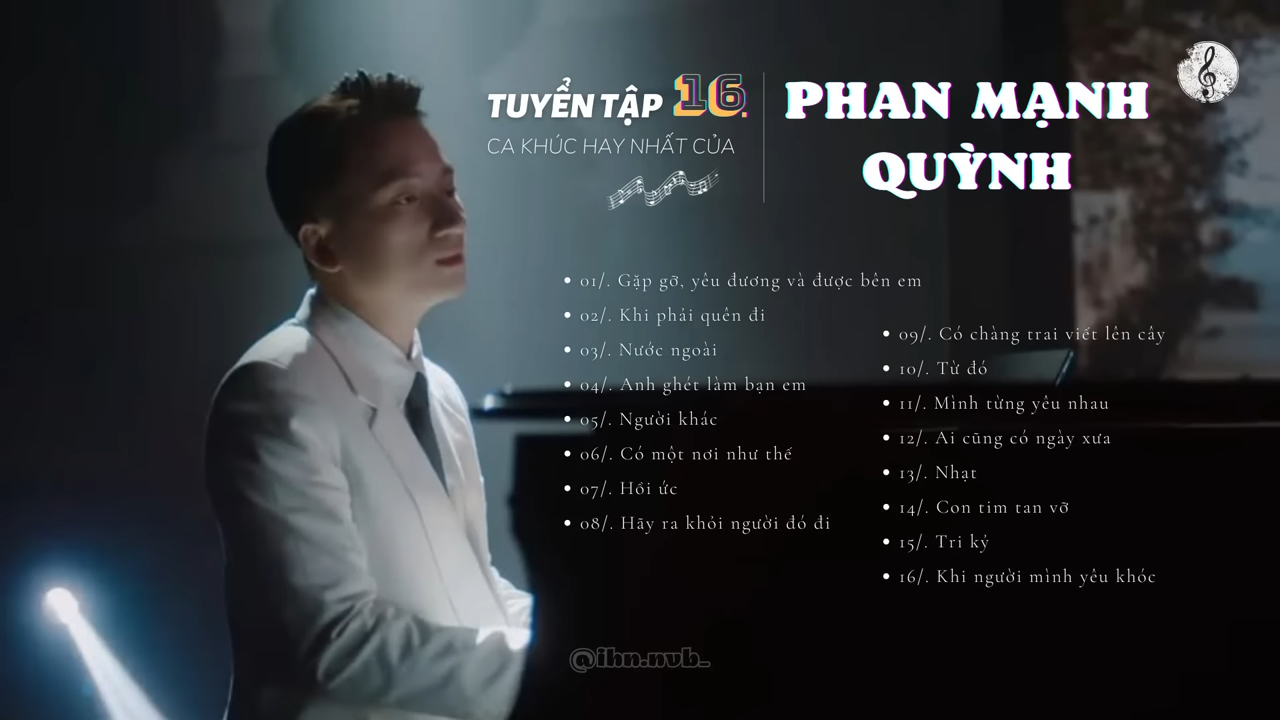 TUYỂN TẬP 16.
CA KHÚC HAY NHẤT CỦA
PHAN MẠNH
QUỲNH
01/. Gặp gỡ, yêu đương và được bên em
02/. Khi phải quên đi
03/. Nước ngoài
04/. Anh ghét làm bạn em
05/. Người khác
06/. Có một nơi như thế
07/. Hồi ức
08/. Hãy ra khỏi người đó đi
09/. Có chàng trai viết lên cây
10/. Từ đó
11/. Mình từng yêu nhau
12/. Ai cũng có ngày xưa
13/. Nhạt
14/. Con tim tan vỡ
15/. Tri kỷ
16/. Khi người mình yêu khóc
@ihn.nvb_